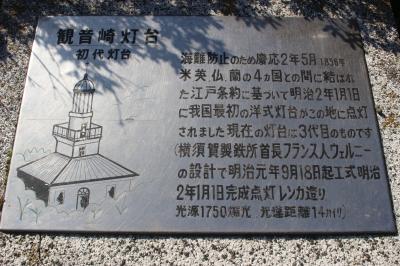 観音崎灯台
初代灯台
海難防止のため慶応2年5月(1836年
米英仏.蘭の4カ国との間に結ばれ
た江戸条約に基づいて明治2年1月1日
に我国最初の洋式灯台がこの地に点灯
されました現在の灯台は3代目のものです
(横須賀製鉄所首長フランス人ヴェルニー
の設計で明治元年9月18日起工式明治
2年1月1日完成点灯レンガ造り
光源1750燭光 光達距離14カイリ)